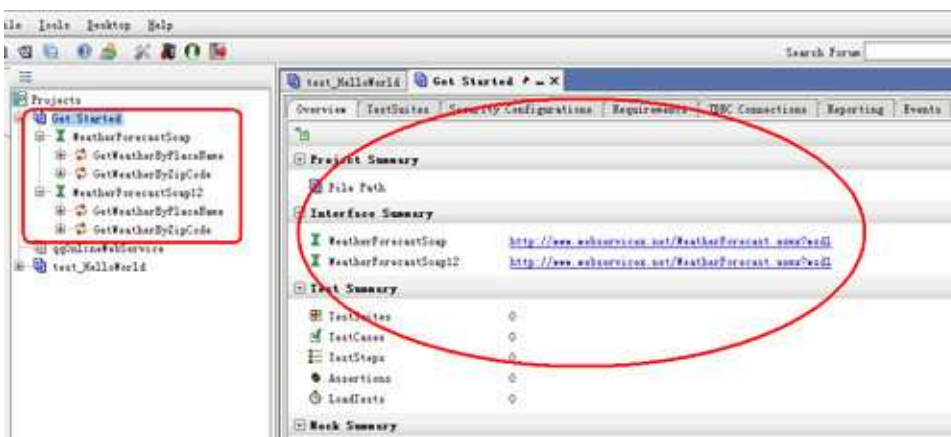 ile Tools Desktop Help
Search Forum
test_HelloWorld Get Started
Projects
Overview TestSuites Security Configurations Requirements JDBC Connections Reporting Events
Get Started
WeatherForecastSoap
GetWeatherByPlaceName
GetWeatherByZipCode
WeatherForecastSoap12
GetWeatherByPlaceName
GetWeatherByZipCode
qqOnlineWebService
test_HelloWorld
Project Summary
File Path
Interface Summary
WeatherForecastSoap http://www.webservicex.net/WeatherForecast.asmx?wsdl
WeatherForecastSoap12 http://www.webservicex.net/WeatherForecast.asmx?wsdl
Test Summary
TestSuites 0
TestCases 0
TestSteps 0
Assertions 0
LoadTests 0
Mock Summary